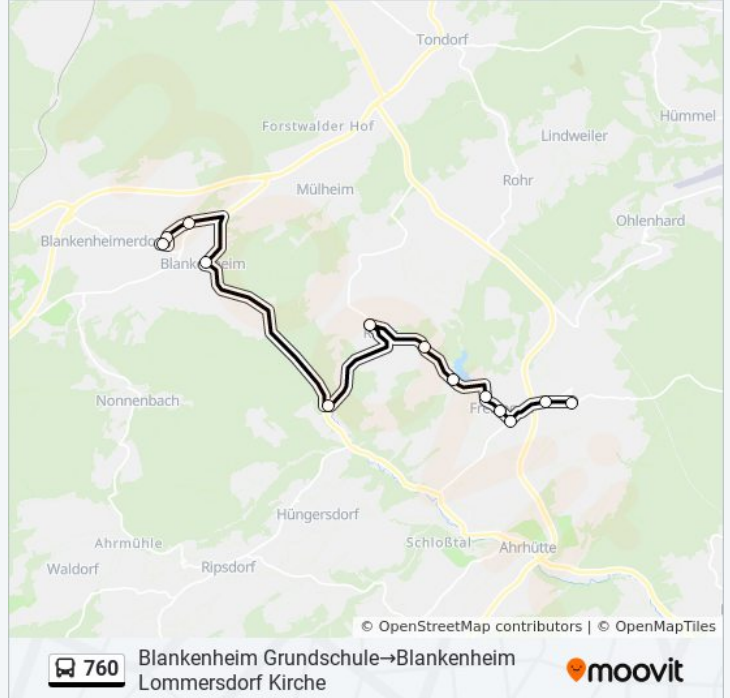 Tondorf
Hümmel
Forstwalder Hof
Lindweiler
Mülheim
Rohr
Ohlenhard
Blankenheimerdo
Blankenheim
Nonnenbach
Hüngersdorf
Ahrmühle
Schloßtal
Ahrhütte
Waldorf
Ripsdorf
© OpenStreetMap contributors | © OpenMapTiles
760
Blankenheim Grundschule→Blankenheim
Lommersdorf Kirche
moovit